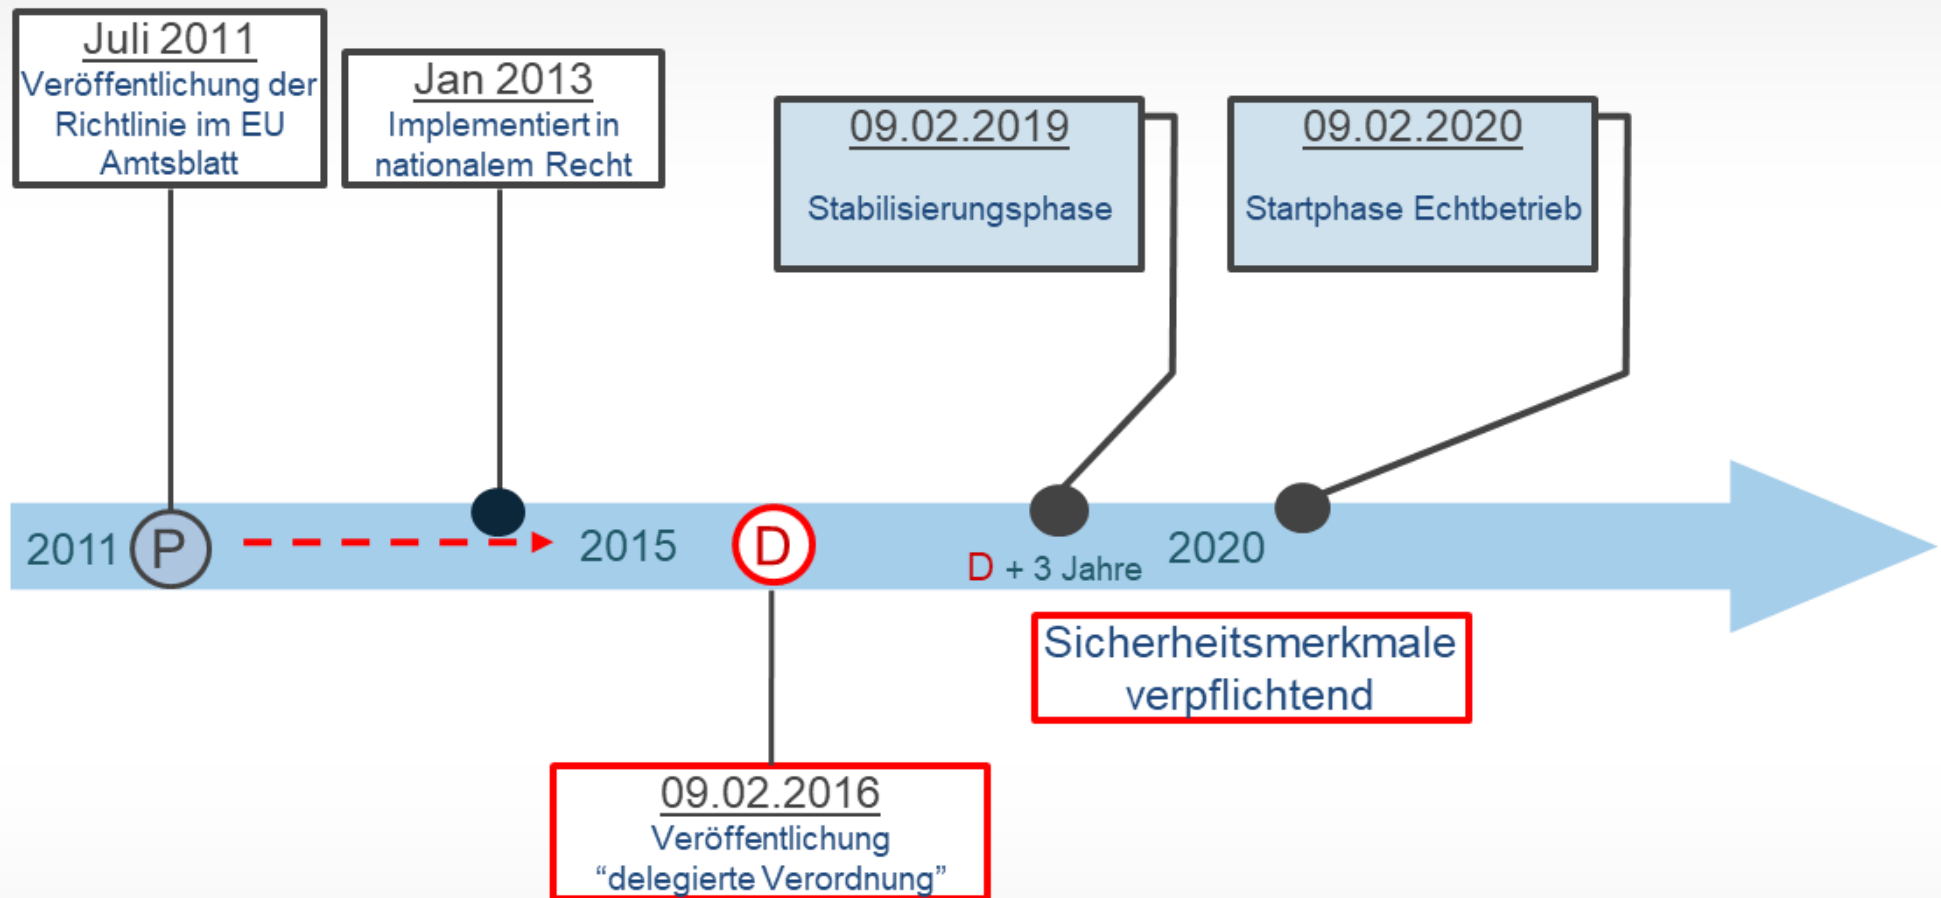 Juli 2011
Veröffentlichung der
Richtlinie im EU
Amtsblatt
Jan 2013
Implementiert in
nationalem Recht
09.02.2019
Stabilisierungsphase
09.02.2020
Startphase Echtbetrieb
2011
P
2015
D
D + 3 Jahre
2020
Sicherheitsmerkmale
verpflichtend
09.02.2016
Veröffentlichung
“delegierte Verordnung”